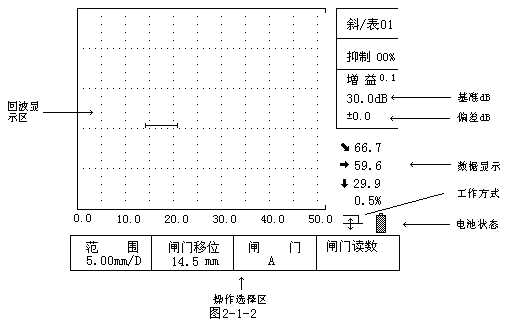 斜/表01
抑制 00%
增 益0.1
30.0dB
±0.0
基准dB
偏差dB
回波显
示区
66.7
59.6
29.9
0.5%
数据显示
工作方式
电池状态
0.0 10.0 20.0 30.0 40.0 50.0
范 围
5.00mm/D
闸门移位
14.5 mm
闸 门
A
闸门读数
操作选择区
图2-1-2